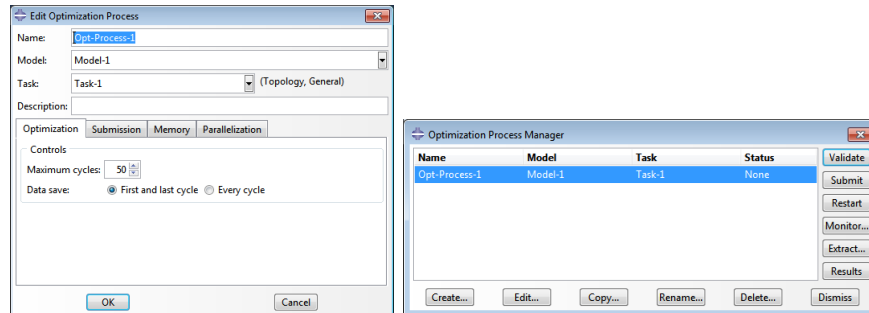 Edit Optimization Process
Name: Opt-Process-1
Model: Model-1
Task: Task-1 (Topology, General)
Description:
Optimization Submission Memory Parallelization
Controls
Maximum cycles: 50
Data save: First and last cycle Every cycle
OK Cancel
Optimization Process Manager
Name Model Task Status
Opt-Process-1 Model-1 Task-1 None
Validate
Submit
Restart
Monitor...
Extract...
Results
Create... Edit... Copy... Rename... Delete... Dismiss